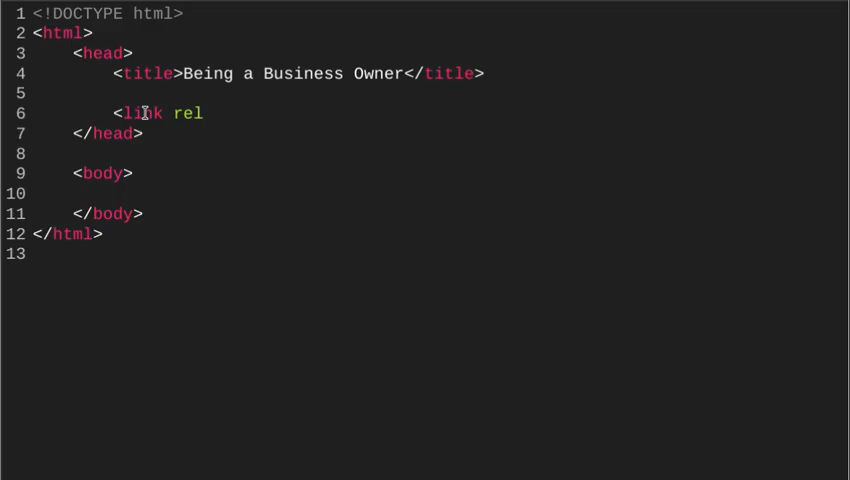 1 <!DOCTYPE html>
2 <html>
3     <head>
4         <title>Being a Business Owner</title>
5
6         <link rel
7     </head>
8
9     <body>
10
11     </body>
12 </html>
13